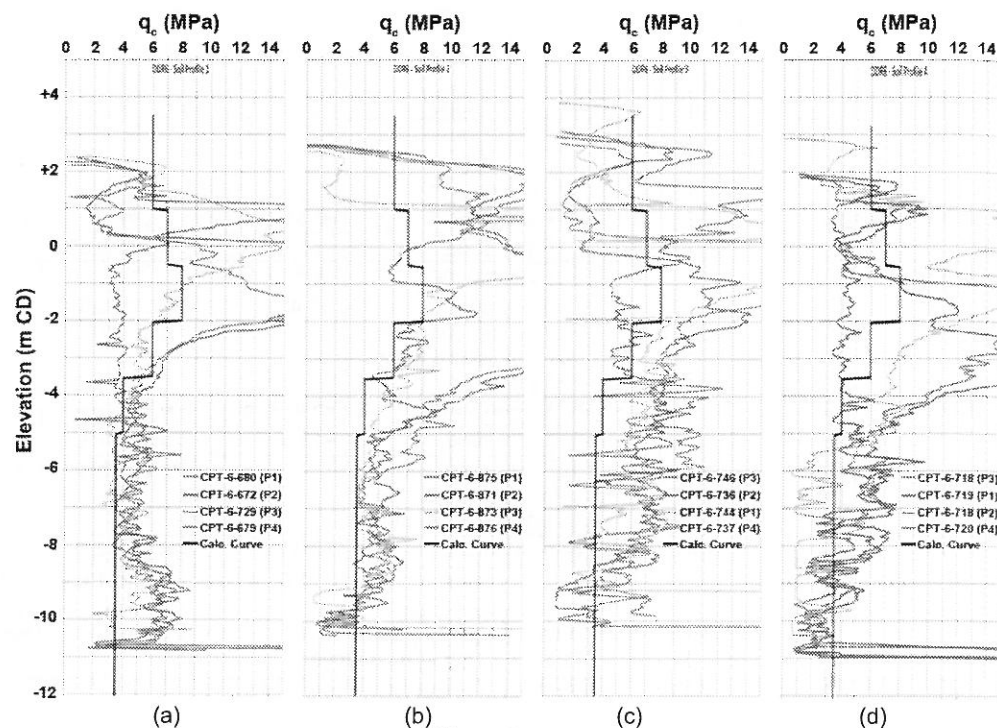 qc (MPa) qc (MPa) qc (MPa) qc (MPa)
0 2 4 6 8 10 12 14 0 2 4 6 8 10 12 14 0 2 4 6 8 10 12 14 0 2 4 6 8 10 12 14
+4
+2
0
-2
-4
-6
-8
-10
-12
Elevation (m CD)
CPT-6-680 (P1)
CPT-6-672 (P2)
CPT-6-729 (P3)
CPT-6-679 (P4)
Calc. Curve
CPT-6-875 (P1)
CPT-6-871 (P2)
CPT-6-873 (P3)
CPT-6-876 (P4)
Calc. Curve
CPT-6-746 (P3)
CPT-6-736 (P2)
CPT-6-744 (P1)
CPT-6-737 (P4)
Calc. Curve
CPT-6-716 (P3)
CPT-6-719 (P1)
CPT-6-718 (P2)
CPT-6-720 (P4)
Calc. Curve
(a) (b) (c) (d)